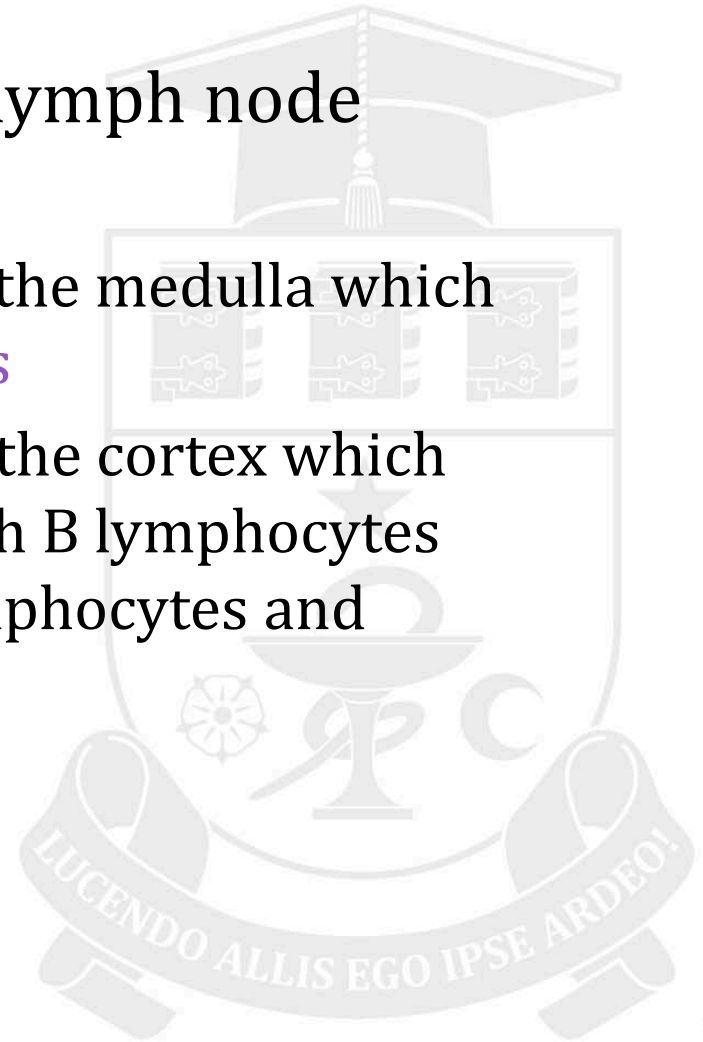 ymph node
the medulla which
s
the cortex which
h B lymphocytes
phocytes and
LUCENDO ALLIS EGO IPSE ARDEO!